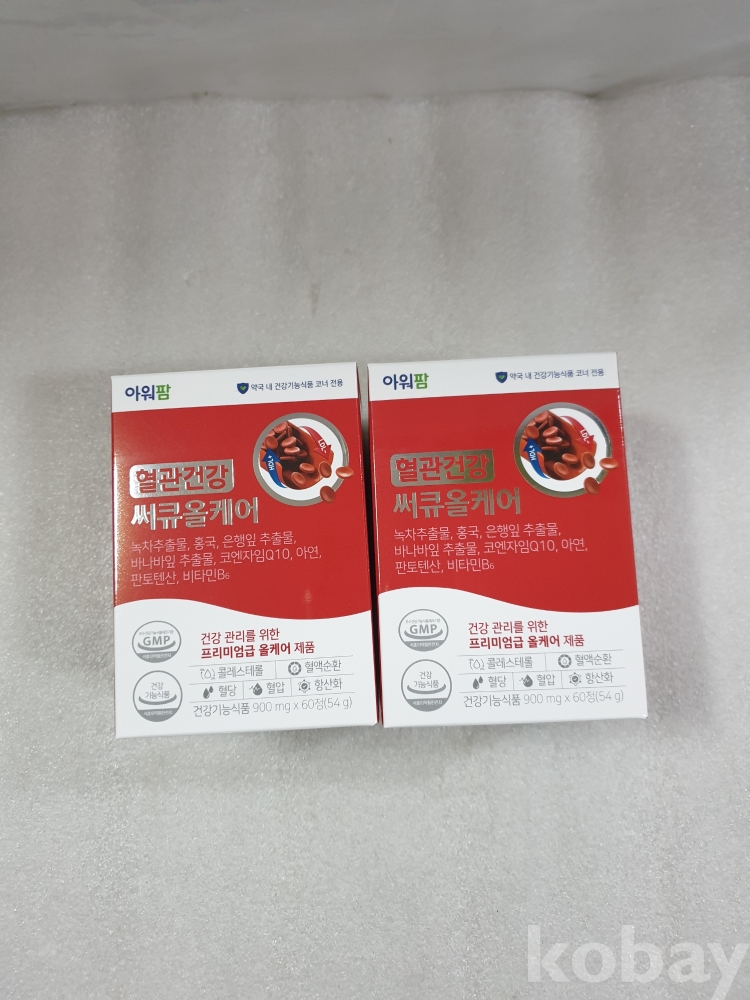 아워팜
약국 내 건강기능식품 코너 전용
HDL+
LDL-
혈관건강
써큐올케어
녹차추출물, 홍국, 은행잎 추출물,
바나바잎 추출물, 코엔자임Q10, 아연,
판토텐산, 비타민B6
GMP
건강 관리를 위한
프리미엄급 올케어 제품
콜레스테롤
혈액순환
건강
기능식품
혈당
혈압
항산화
건강기능식품 900 mg x 60정(54 g)
아워팜
약국 내 건강기능식품 코너 전용
HDL+
LDL-
혈관건강
써큐올케어
녹차추출물, 홍국, 은행잎 추출물,
바나바잎 추출물, 코엔자임Q10, 아연,
판토텐산, 비타민B6
GMP
건강 관리를 위한
프리미엄급 올케어 제품
콜레스테롤
혈액순환
건강
기능식품
혈당
혈압
항산화
건강기능식품 900 mg x 60정(54 g)
kobay